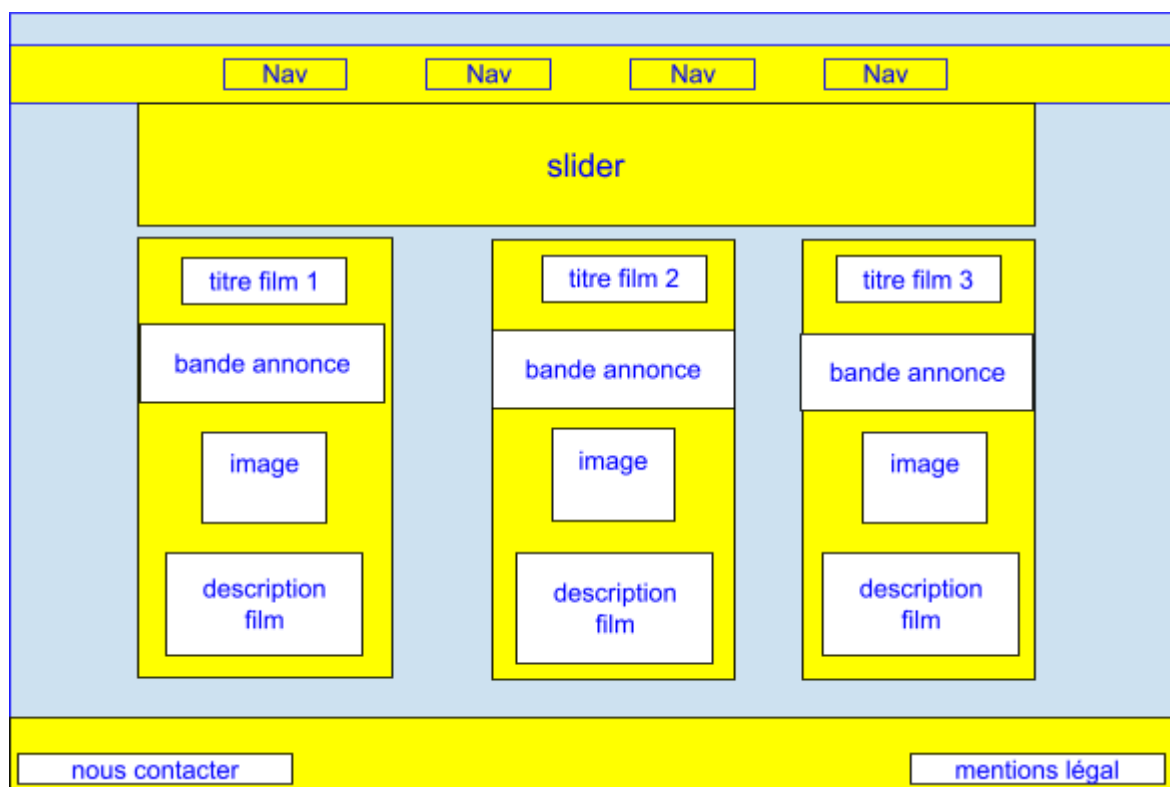 Nav
Nav
Nav
Nav
slider
titre film 1
bande annonce
image
description
film
titre film 2
bande annonce
image
description
film
titre film 3
bande annonce
image
description
film
nous contacter
mentions légal